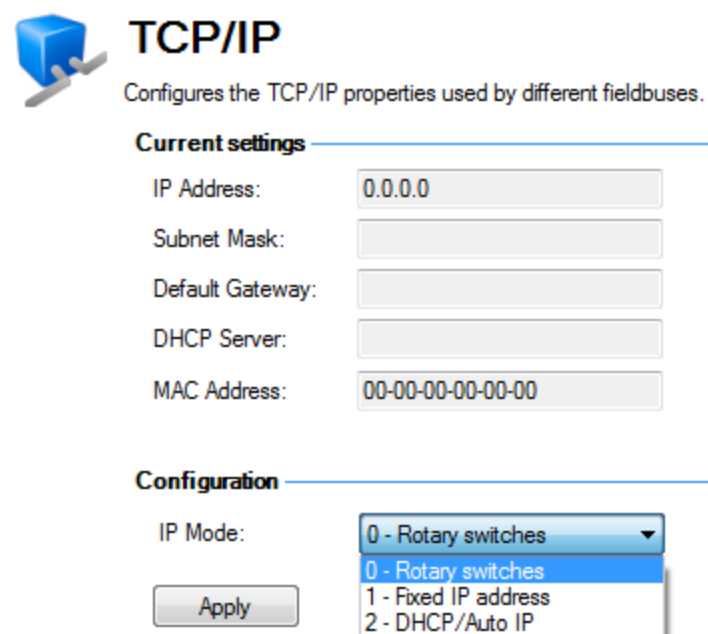 TCP/IP
Configures the TCP/IP properties used by different fieldbuses.
Current settings
IP Address: 0.0.0.0
Subnet Mask:
Default Gateway:
DHCP Server:
MAC Address: 00-00-00-00-00-00
Configuration
IP Mode: 0 - Rotary switches
0 - Rotary switches
1 - Fixed IP address
2 - DHCP/Auto IP
Apply